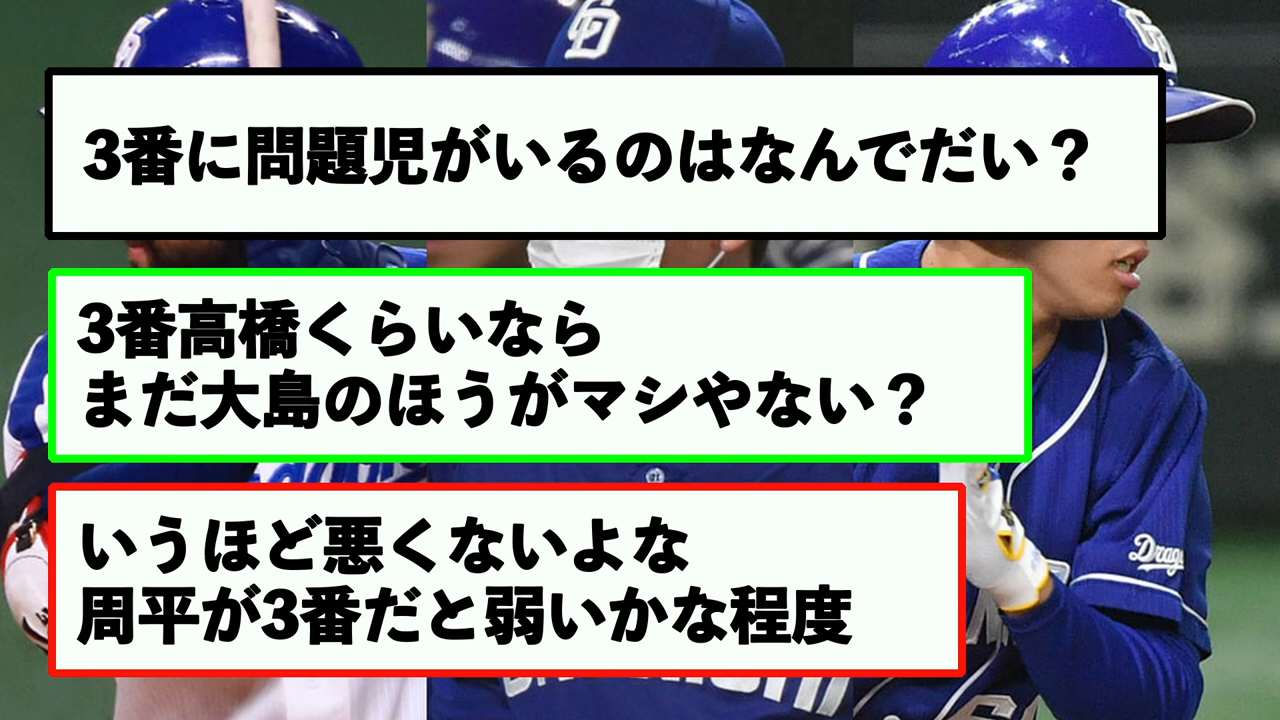 3番に問題児がいるのはなんでだい？
3番高橋くらいなら
まだ大島のほうがマシやない？
いうほど悪くないよな
周平が3番だと弱いかな程度